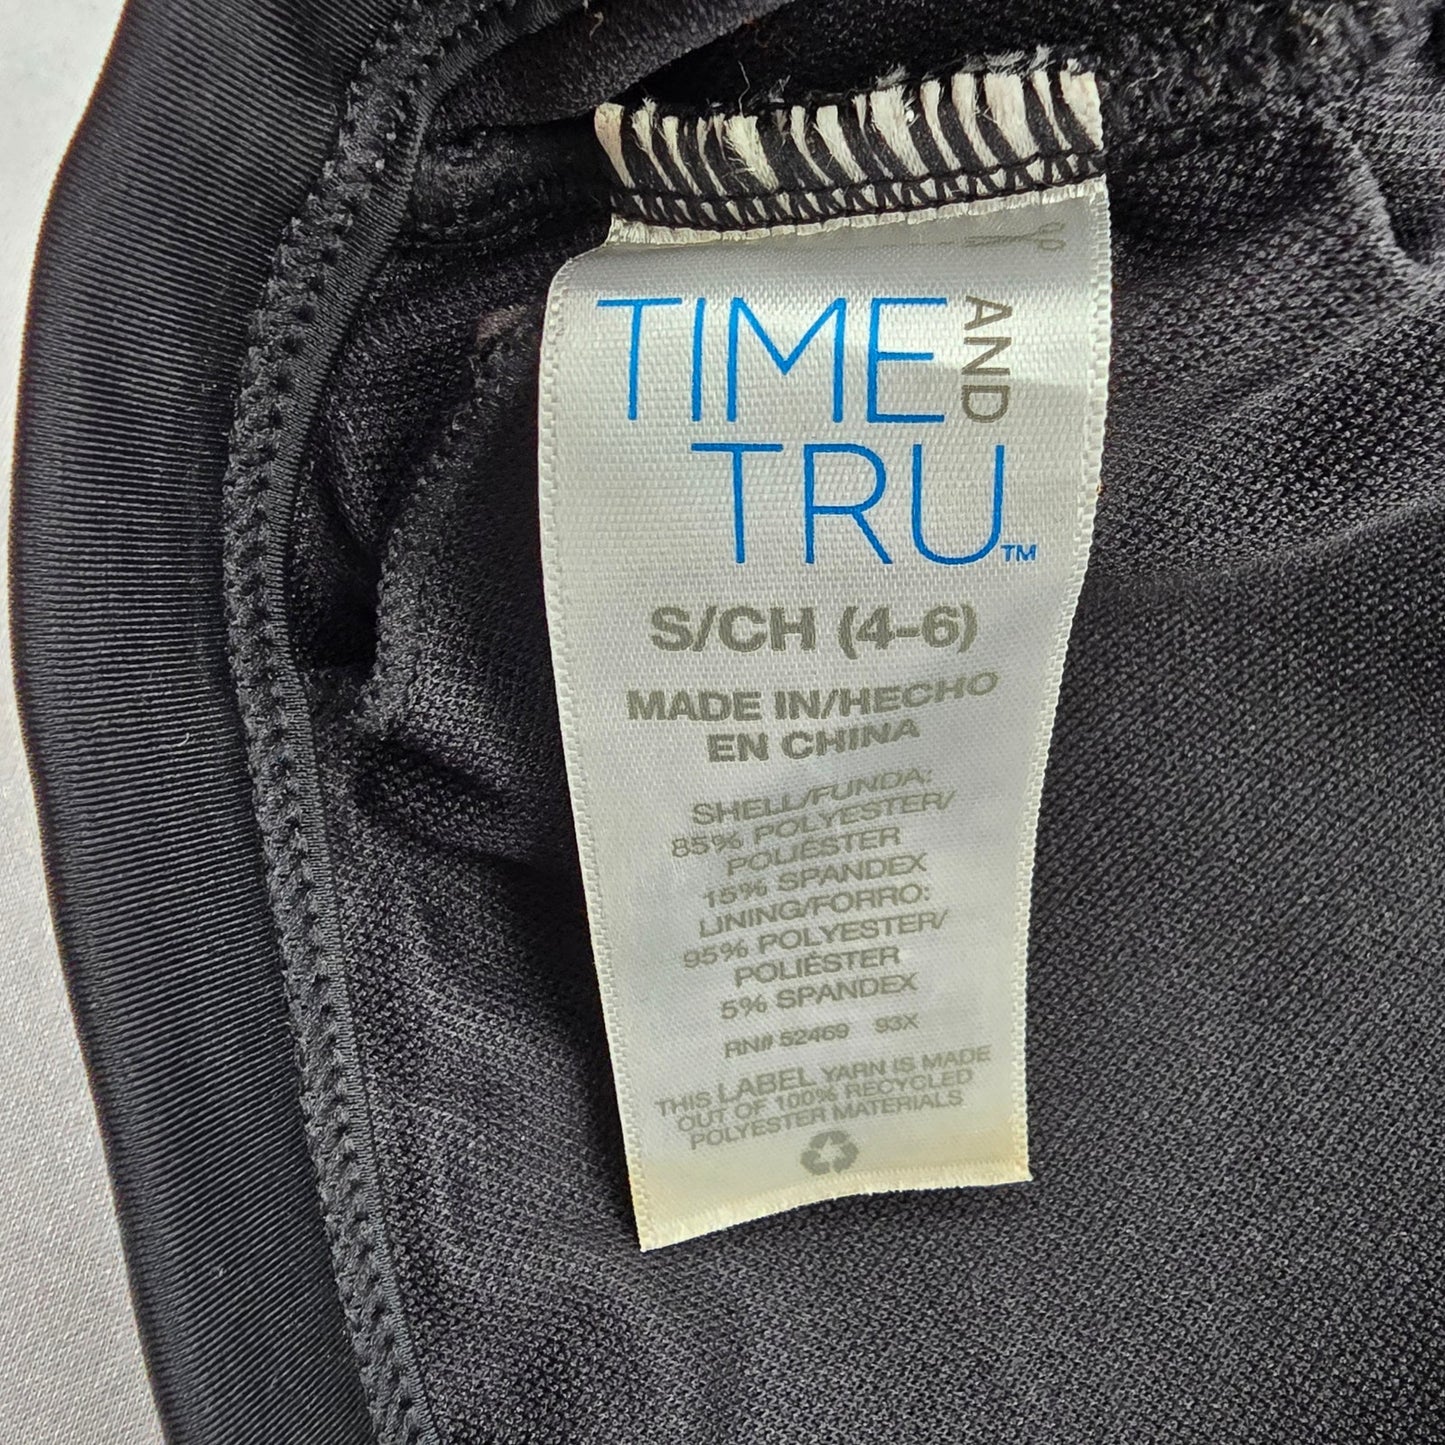 TIME AND
TRU™
S/CH (4-6)
MADE IN/HECHO
EN CHINA
SHELL/FUNDA:
85% POLYESTER/
POLIÉSTER
15% SPANDEX
LINING/FORRO:
95% POLYESTER/
POLIÉSTER
5% SPANDEX
RN# 52469 93X
THIS LABEL YARN IS MADE
OUT OF 100% RECYCLED
POLYESTER MATERIALS